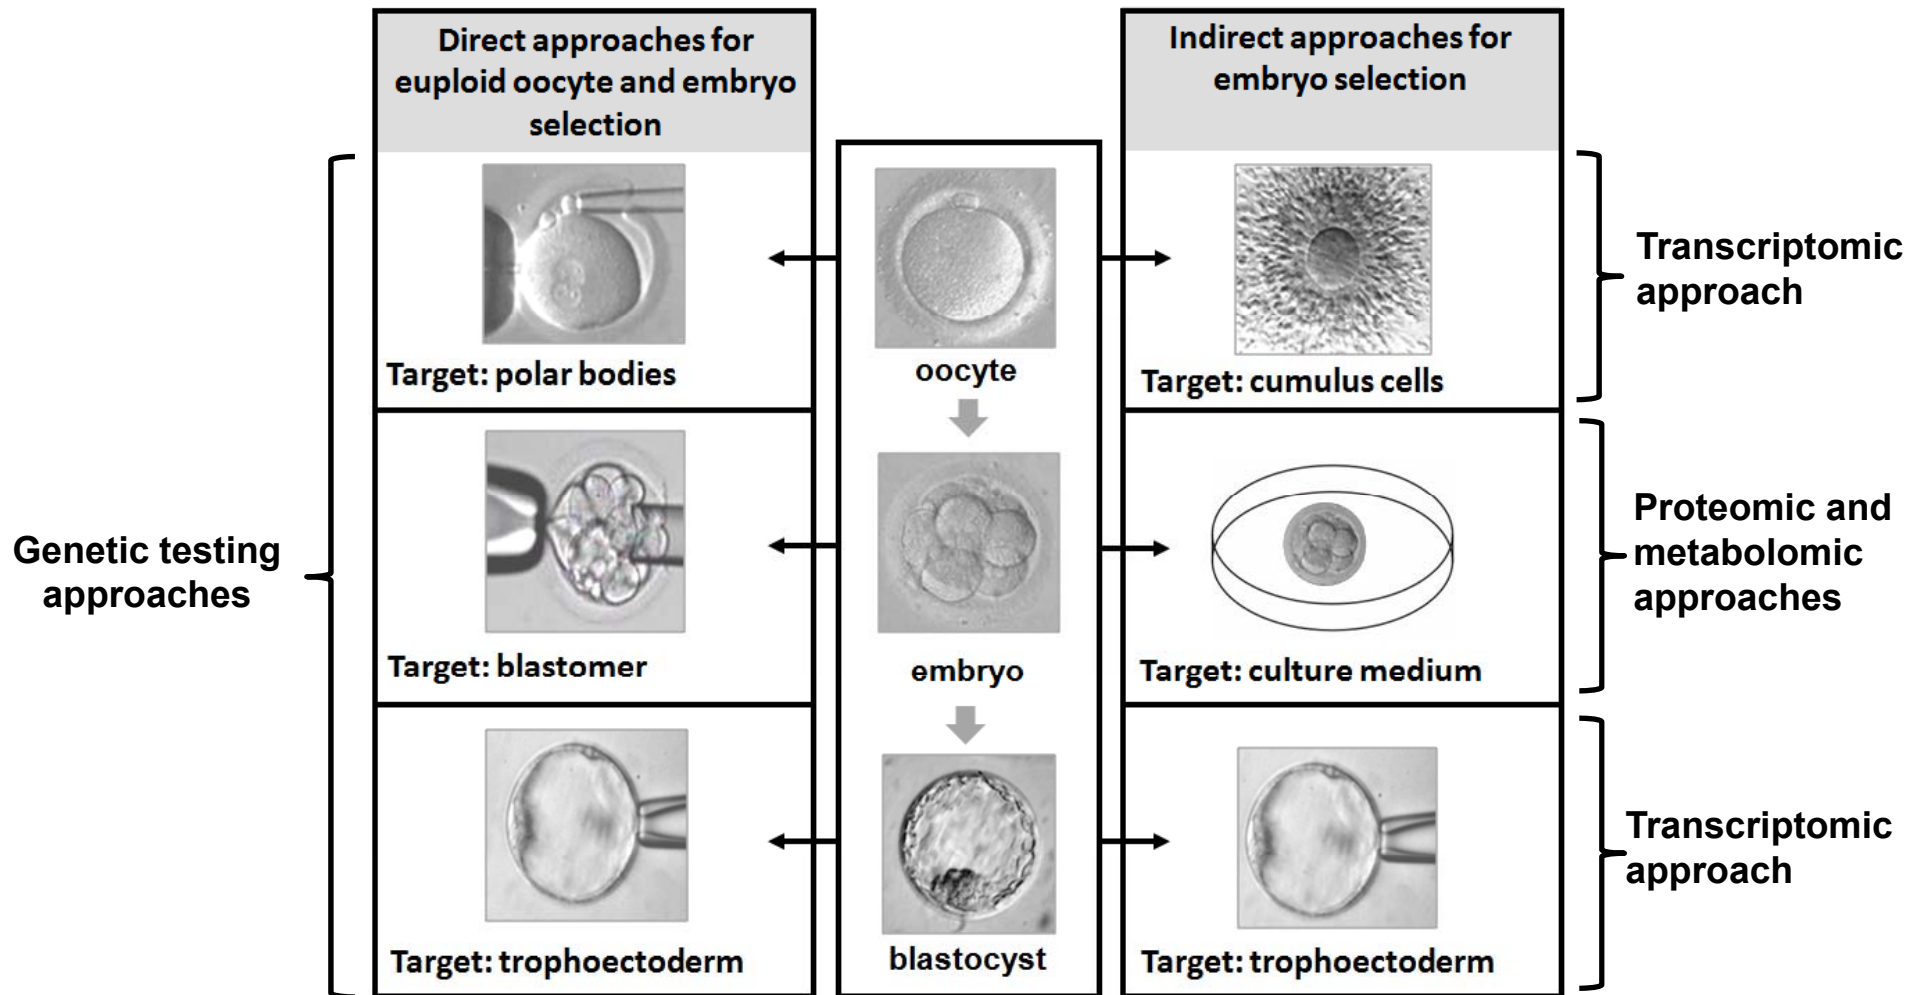 Direct approaches for
euploid oocyte and embryo
selection
Indirect approaches for
embryo selection
Genetic testing
approaches
Target: polar bodies
oocyte
Target: cumulus cells
Transcriptomic
approach
Target: blastomer
embryo
Target: culture medium
Proteomic and
metabolomic
approaches
Target: trophoectoderm
blastocyst
Target: trophoectoderm
Transcriptomic
approach